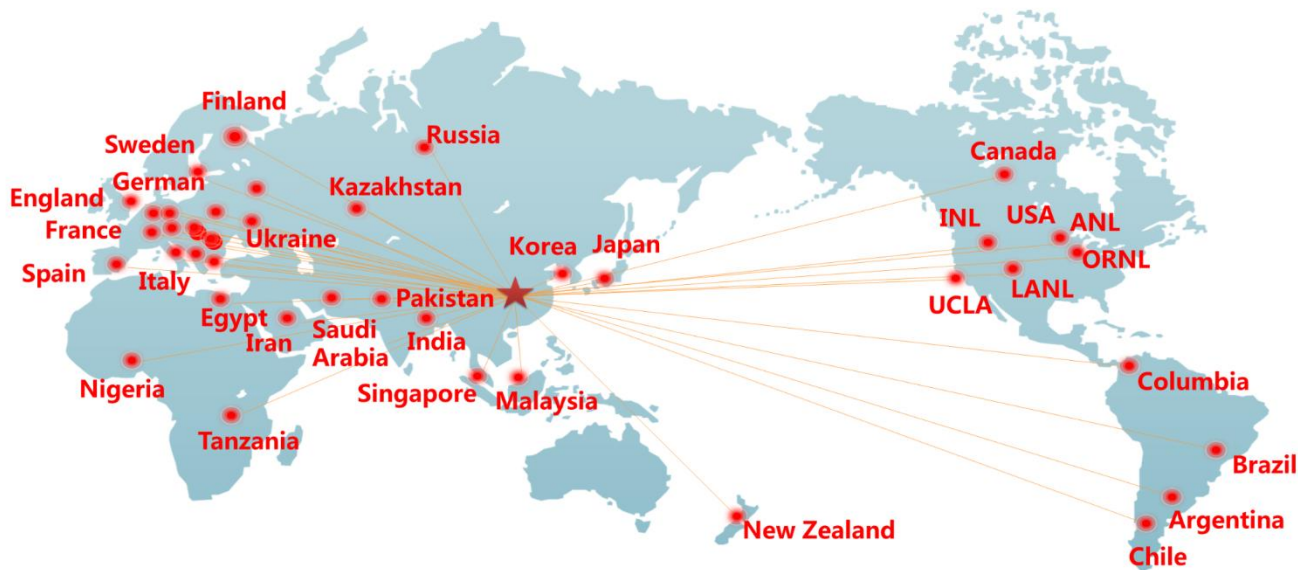 Finland
Russia
Sweden
Canada
German
Kazakhstan
England
INL
USA
ANL
France
Ukraine
Korea
Japan
ORNL
Spain
Italy
Pakistan
UCLA
LANL
Egypt
Iran
Saudi
Arabia
India
Nigeria
Singapore
Malaysia
Columbia
Tanzania
Brazil
New Zealand
Argentina
Chile